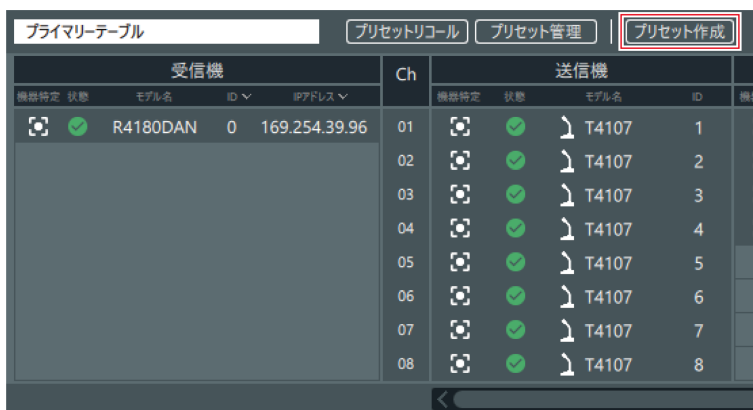 プライマリーテーブル プリセットリコール プリセット管理 プリセット作成
受信機 Ch 送信機
機器特定 状態 モデル名 ID IPアドレス 機器特定 状態 モデル名 ID
R4180DAN 0 169.254.39.96 01 T4107 1
02 T4107 2
03 T4107 3
04 T4107 4
05 T4107 5
06 T4107 6
07 T4107 7
08 T4107 8